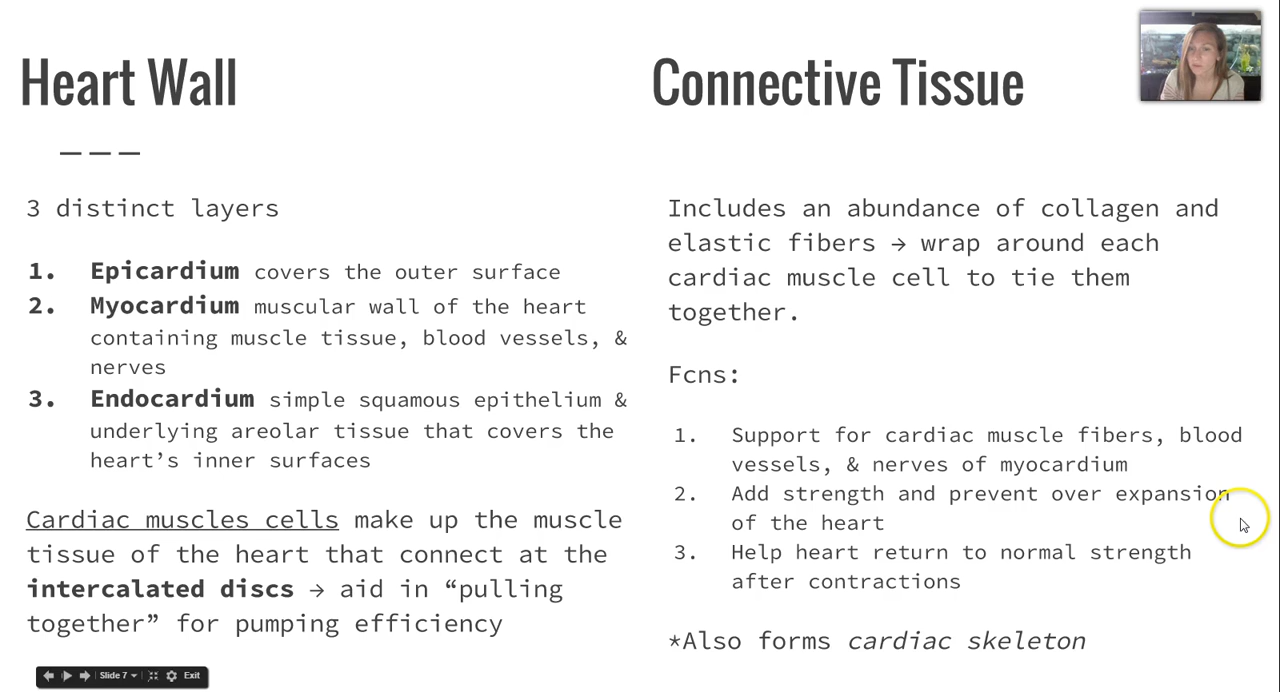 Heart Wall
3 distinct layers
1. Epicardium covers the outer surface
2. Myocardium muscular wall of the heart
containing muscle tissue, blood vessels, &
nerves
3. Endocardium simple squamous epithelium &
underlying areolar tissue that covers the
heart's inner surfaces
Cardiac muscles cells make up the muscle
tissue of the heart that connect at the
intercalated discs → aid in “pulling
together” for pumping efficiency
Connective Tissue
Includes an abundance of collagen and
elastic fibers → wrap around each
cardiac muscle cell to tie them
together.
Fcns:
1. Support for cardiac muscle fibers, blood
vessels, & nerves of myocardium
2. Add strength and prevent over expansion
of the heart
3. Help heart return to normal strength
after contractions
*Also forms cardiac skeleton
Slide 7 Exit